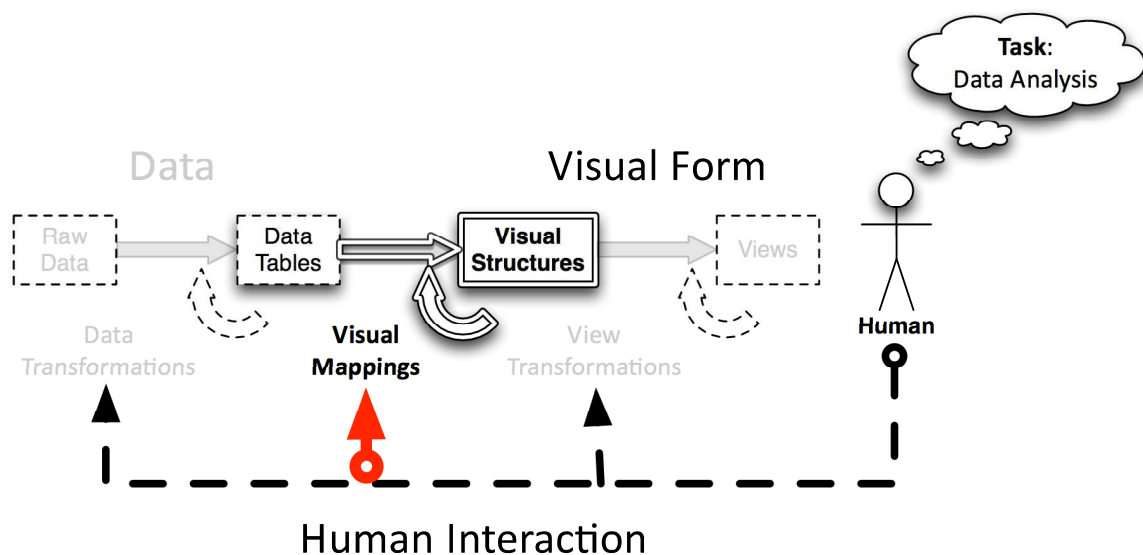 Task:
Data Analysis
Data
Visual Form
Raw
Data
Data
Tables
Visual
Structures
Views
Human
Data
Transformations
Visual
Mappings
View
Transformations
Human Interaction